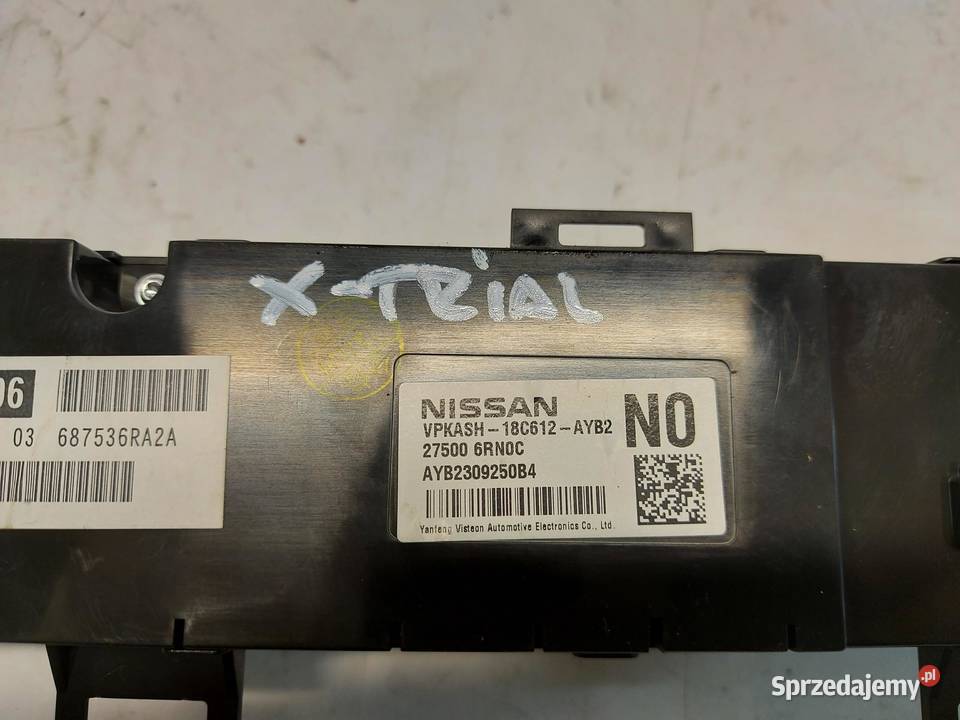 X-TRIAL
06
03 687536RA2A
NISSAN
VPKASH-18C612-AYB2
27500 6RN0C
AYB2309250B4
N0
Yanfeng Visteon Automotive Electronics Co., Ltd.
Sprzedajemy.pl